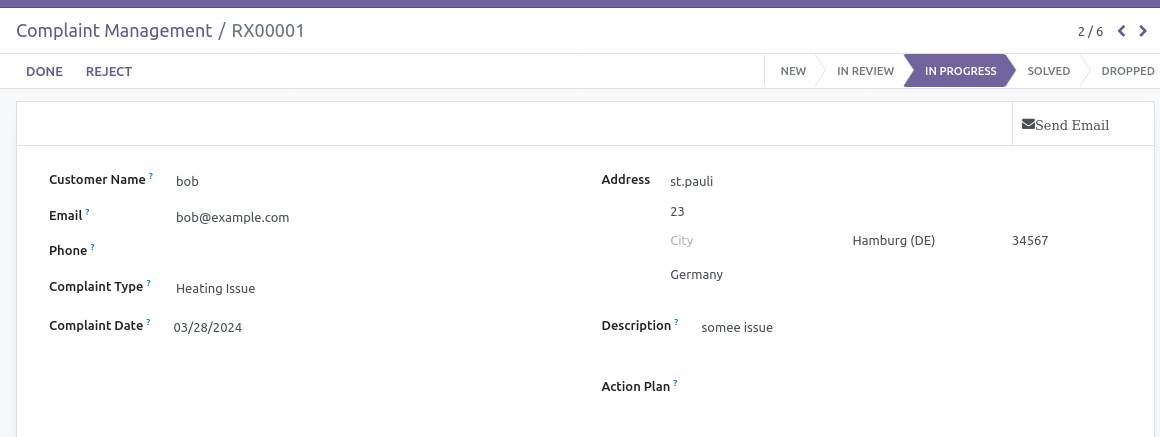 Complaint Management / RX00001
2 / 6
DONE REJECT
NEW IN REVIEW IN PROGRESS SOLVED DROPPED
Send Email
Customer Name ? bob
Email ? bob@example.com
Phone ?
Complaint Type ? Heating Issue
Complaint Date ? 03/28/2024
Address st.pauli
23
City Hamburg (DE) 34567
Germany
Description ? somee issue
Action Plan ?